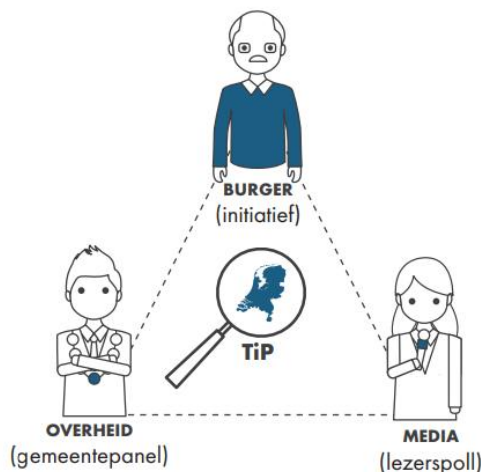 BURGER
(initiatief)
TiP
OVERHEID
(gemeentepanel)
MEDIA
(lezerspoll)